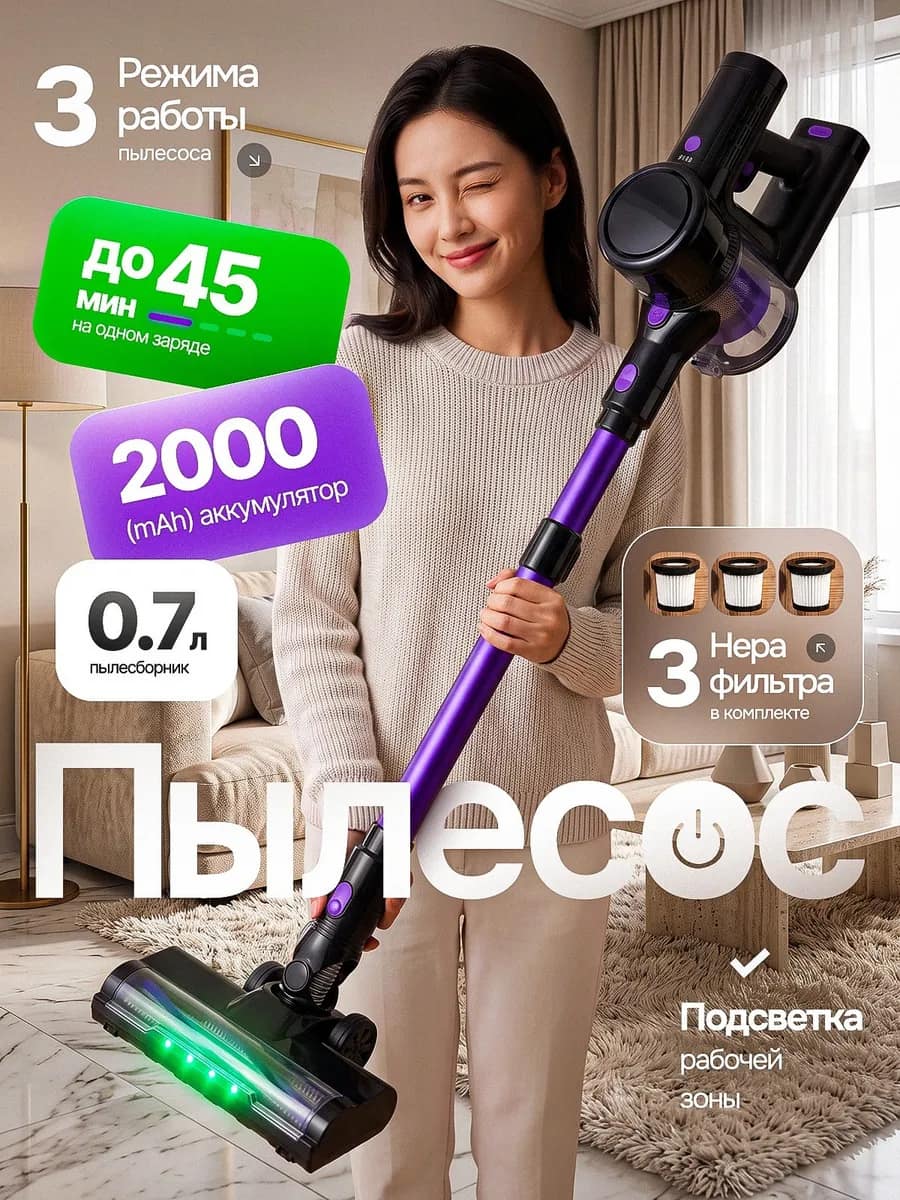 3 Режима
работы
пылесоса
до 45
мин
на одном заряде
2000
(mAh) аккумулятор
0.7л
пылесборник
3 Нера
фильтра
в комплекте
Пылесос
Подсветка
рабочей
зоны